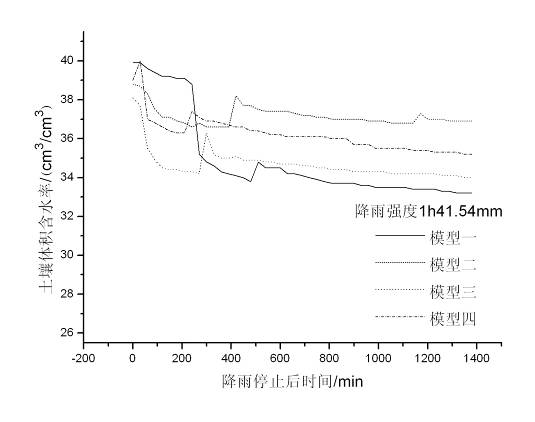 土壤体积含水率/(cm³/cm³)
40
38
36
34
32
30
28
26
降雨强度1h41.54mm
模型一
模型二
模型三
模型四
-200 0 200 400 600 800 1000 1200 1400
降雨停止后时间/min